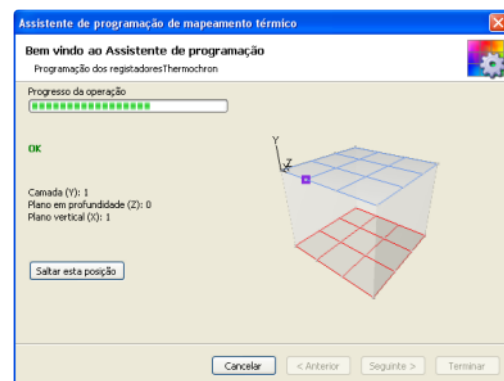 Assistente de programação de mapeamento térmico
Bem vindo ao Assistente de programação
Programação dos registadoresThermochron
Progresso da operação
OK
Y
Z
X
Camada (Y): 1
Plano em profundidade (Z): 0
Plano vertical (X): 1
Saltar esta posição
Cancelar
< Anterior
Seguinte >
Terminar